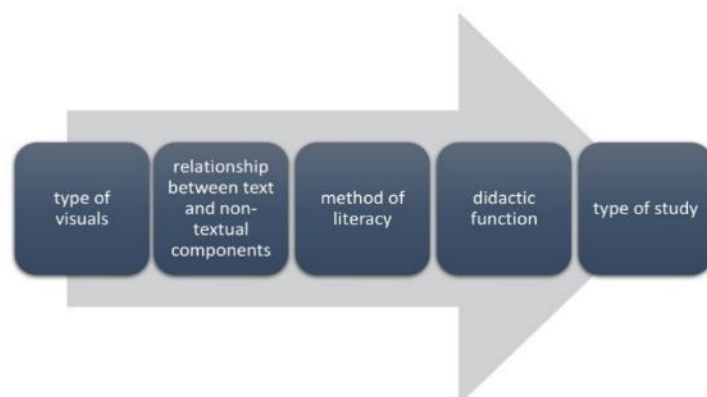 type of
visuals
relationship
between text
and non-
textual
components
method of
literacy
didactic
function
type of study